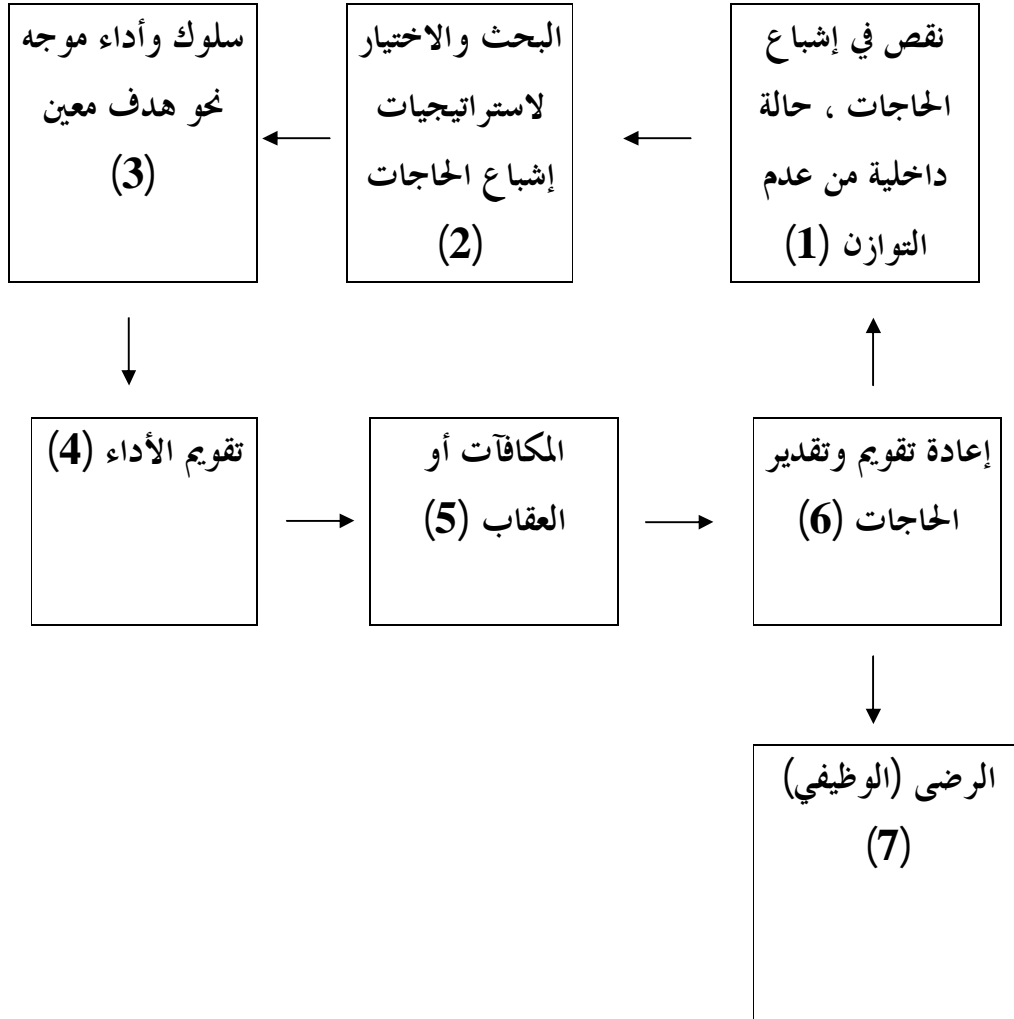 نقص في إشباع
الحاجات ، حالة
داخلية من عدم
التوازن (1)
البحث والاختيار
لاستراتيجيات
إشباع الحاجات
(2)
سلوك وأداء موجه
نحو هدف معين
(3)
تقويم الأداء (4)
المكافآت أو
العقاب (5)
إعادة تقويم وتقدير
الحاجات (6)
الرضى (الوظيفي)
(7)